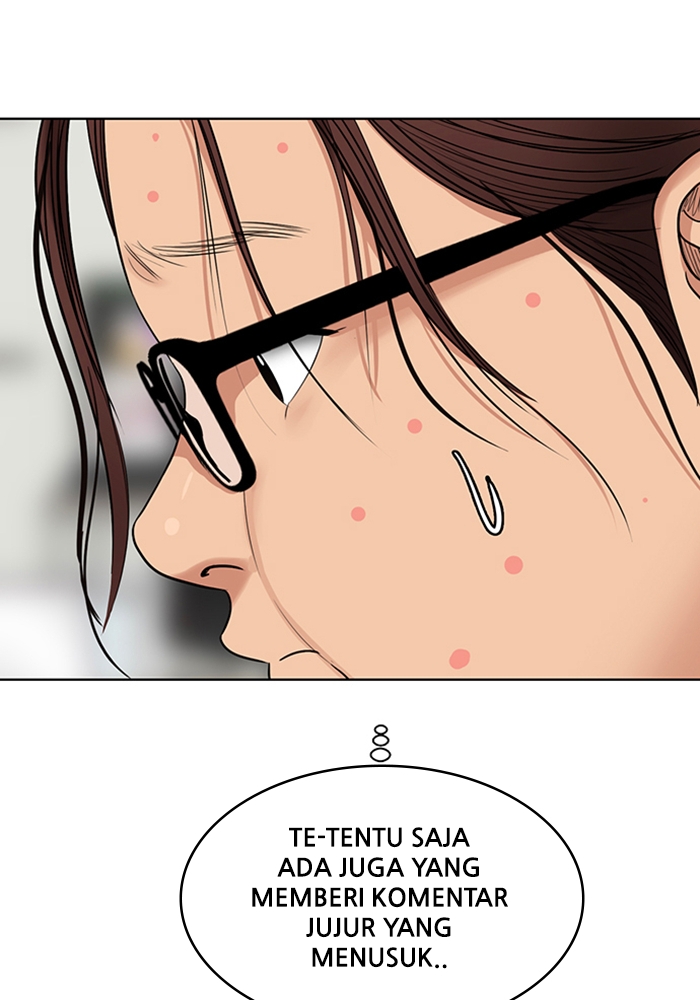 TE-TENTU SAJA
ADA JUGA YANG
MEMBERI KOMENTAR
JUJUR YANG
MENUSUK..